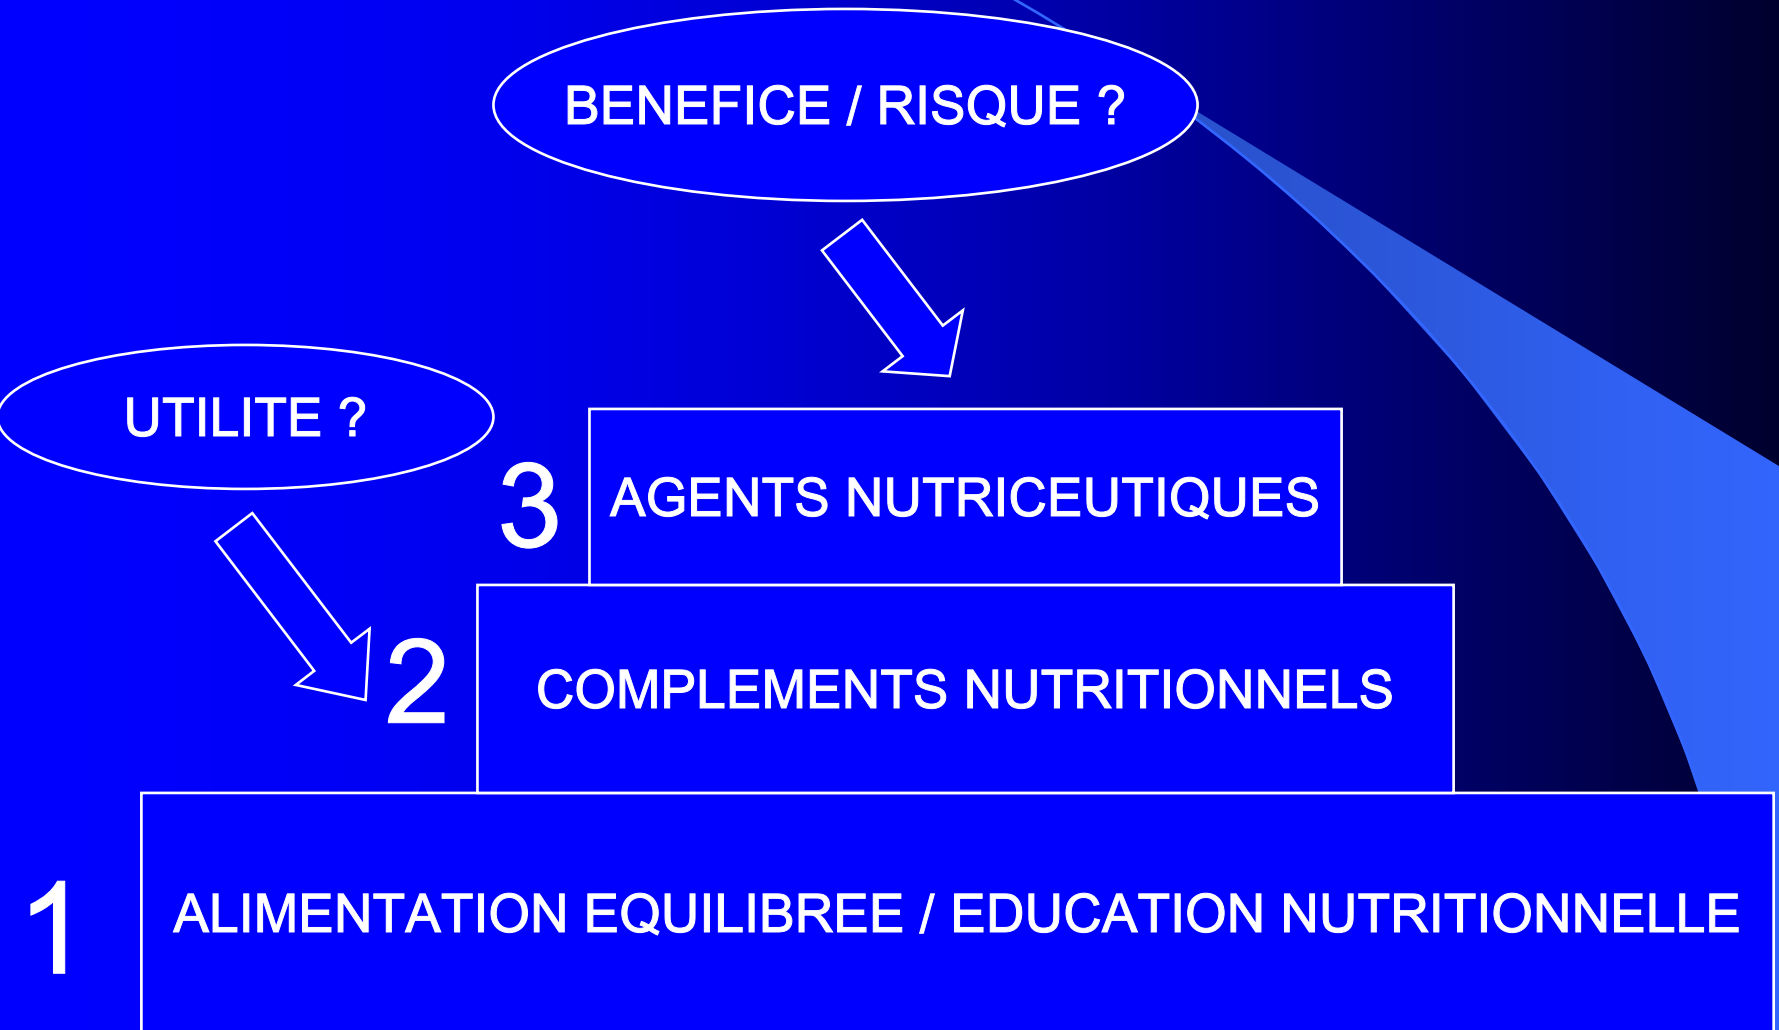 BENEFICE / RISQUE ?
UTILITE ?
3
AGENTS NUTRICEUTIQUES
2
COMPLEMENTS NUTRITIONNELS
1
ALIMENTATION EQUILIBREE / EDUCATION NUTRITIONNELLE